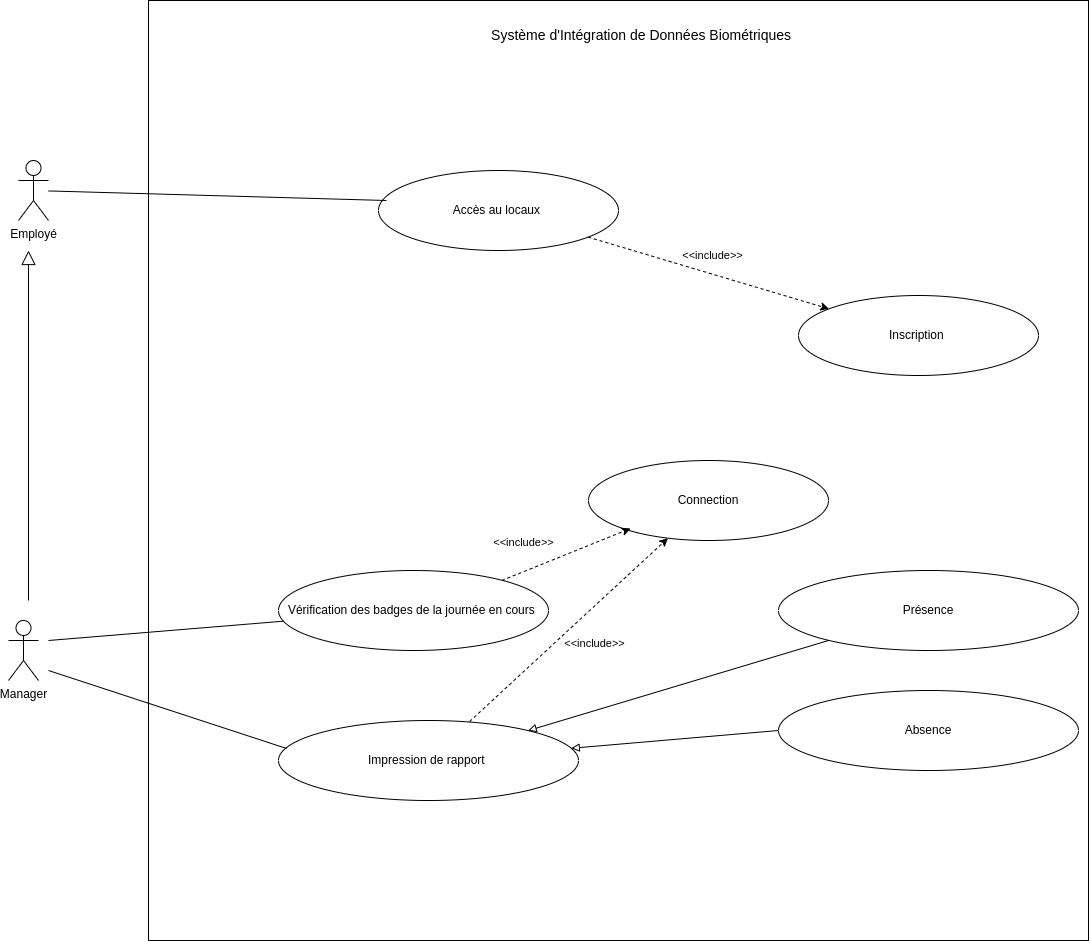 Système d'Intégration de Données Biométriques
Employé
Accès au locaux
<<include>>
Inscription
Connection
<<include>>
Vérification des badges de la journée en cours
Présence
<<include>>
Manager
Absence
Impression de rapport